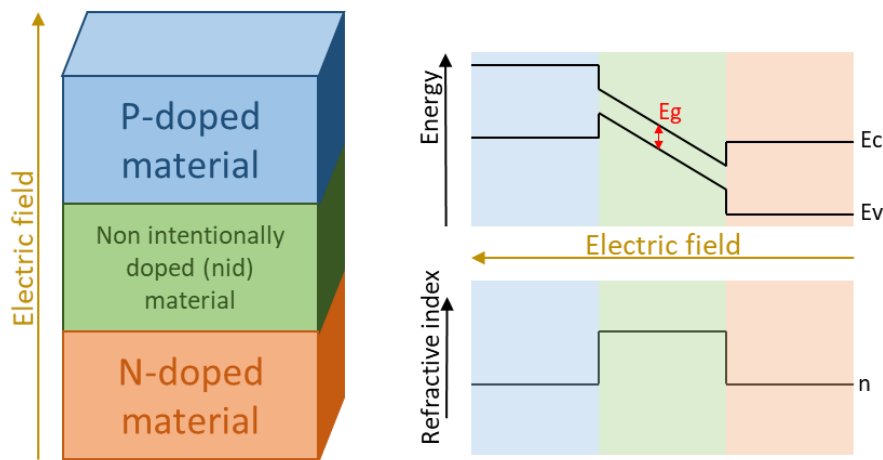 Electric field
P-doped
material
Non intentionally
doped (nid)
material
N-doped
material
Energy
Eg
Ec
Ev
Electric field
Refractive index
n